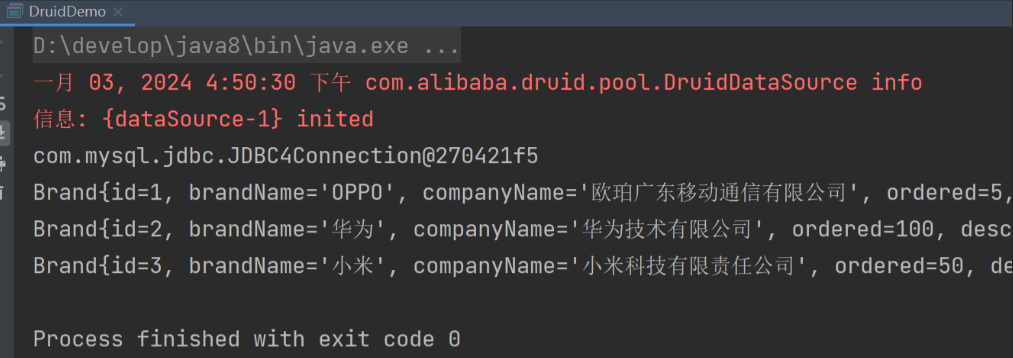 DruidDemo
D:\develop\java8\bin\java.exe ...
一月 03, 2024 4:50:30 下午 com.alibaba.druid.pool.DruidDataSource info
信息: {dataSource-1} inited
com.mysql.jdbc.JDBC4Connection@270421f5
Brand{id=1, brandName='OPPO', companyName='欧珀广东移动通信有限公司', ordered=5,
Brand{id=2, brandName='华为', companyName='华为技术有限公司', ordered=100, desc
Brand{id=3, brandName='小米', companyName='小米科技有限责任公司', ordered=50, de
Process finished with exit code 0